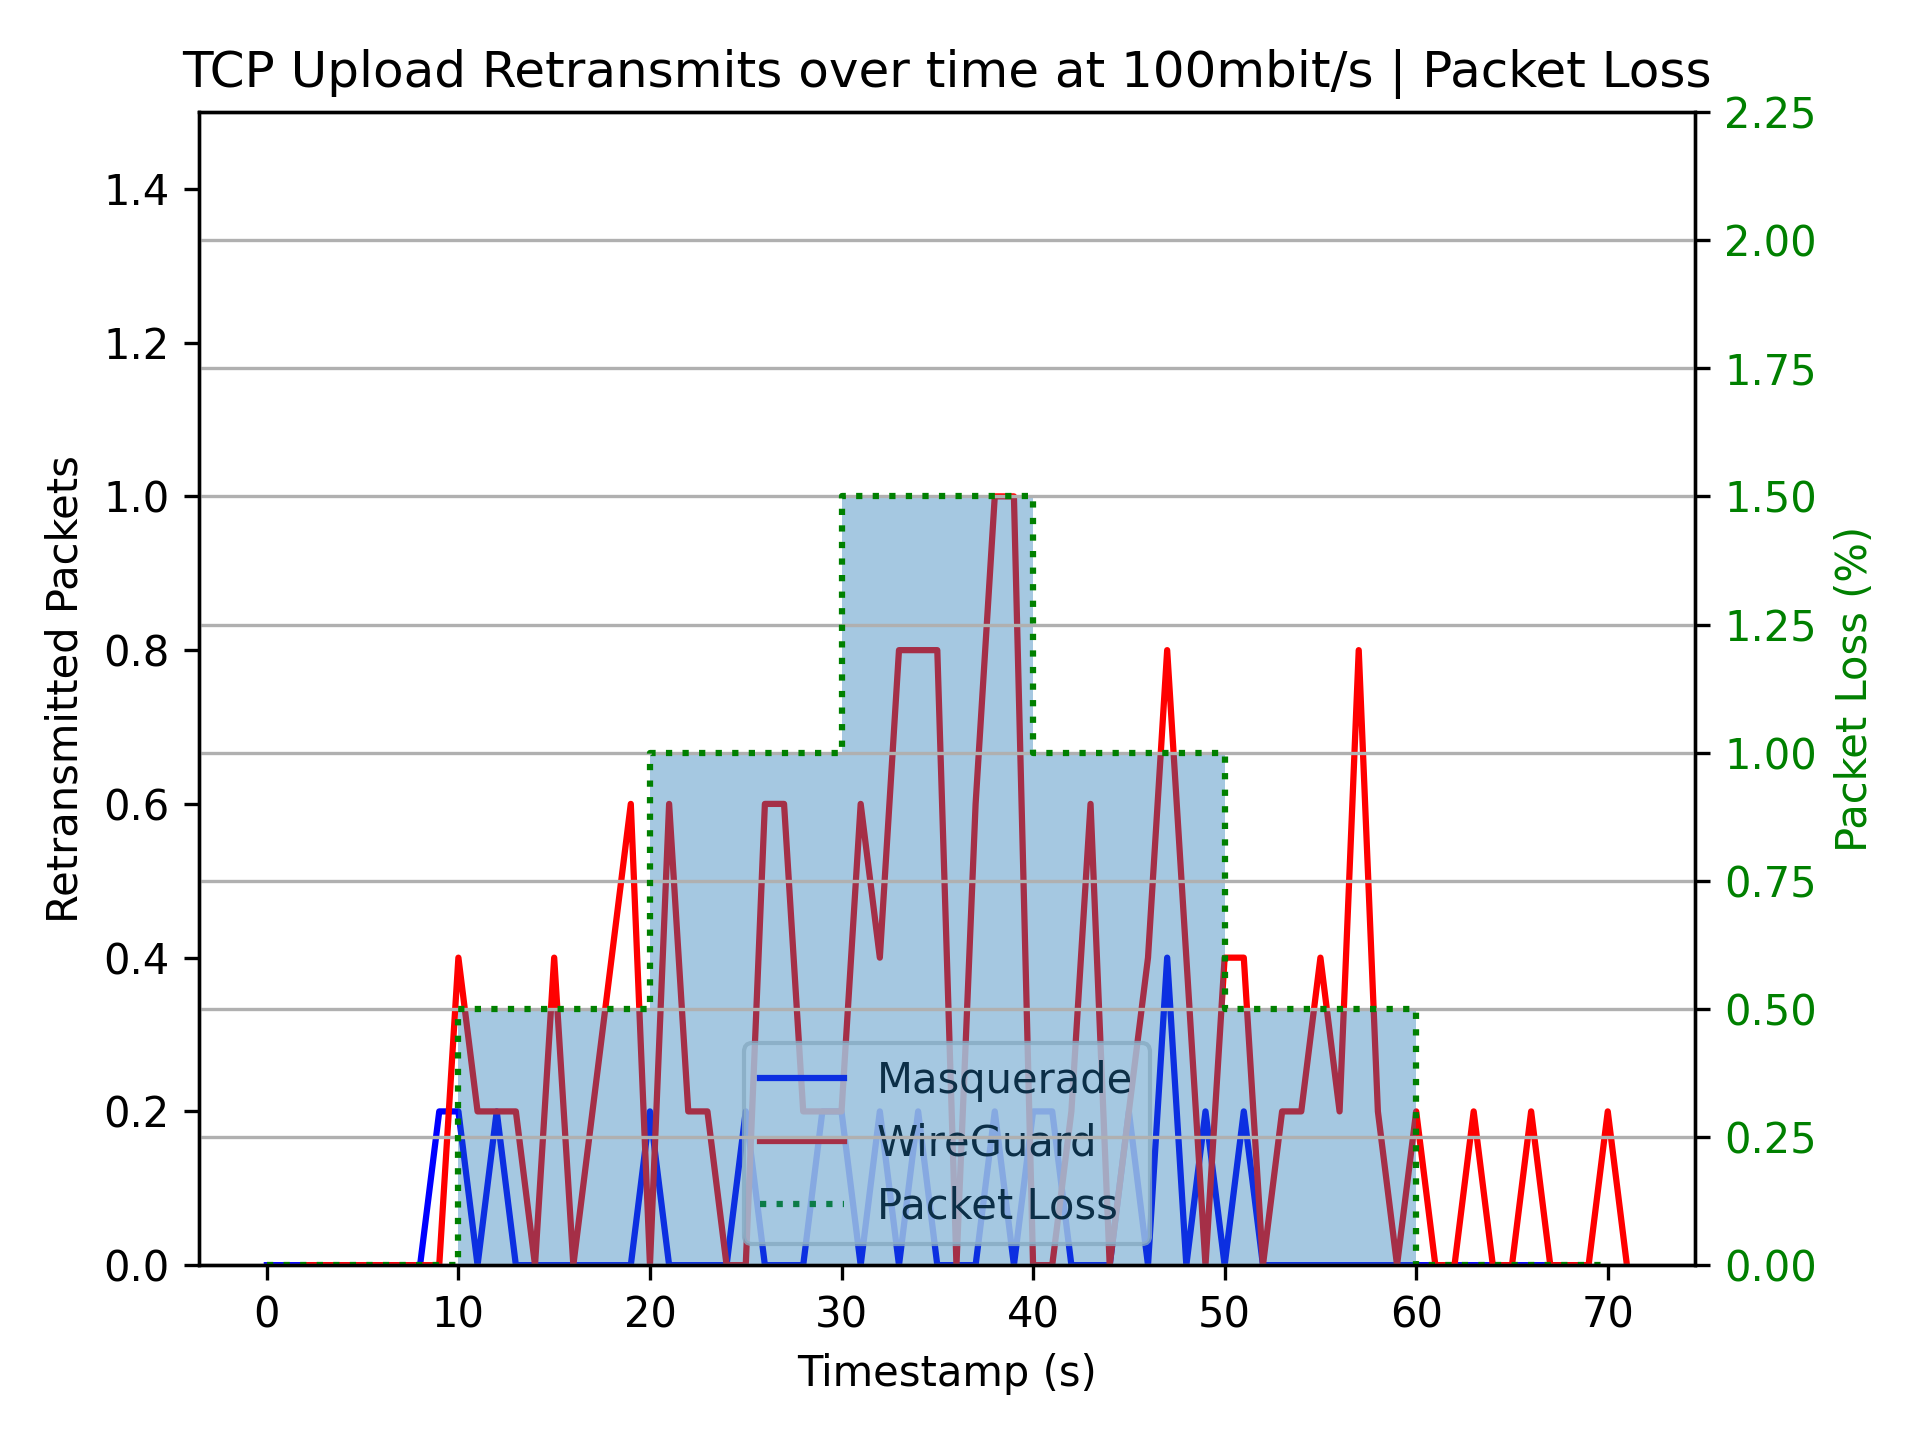 TCP Upload Retransmits over time at 100mbit/s | Packet Loss
2.25
1.4
2.00
1.2
1.75
1.0
1.50
0.8
1.25
Retransmitted Packets
Packet Loss (%)
1.00
0.6
0.75
0.4
0.50
Masquerade
0.2
WireGuard
0.25
Packet Loss
0.0
0.00
0 10 20 30 40 50 60 70
Timestamp (s)